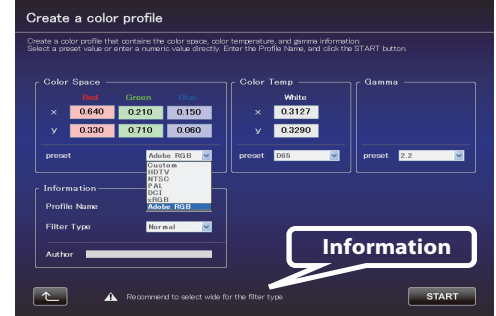 Create a color profile
Create a color profile that contains the color space, color temperature, and gamma information.
Select a preset value or enter a numeric value directly. Enter the Profile Name, and click the START button.
Color Space
Red Green Blue
x 0.640 0.210 0.150
y 0.330 0.710 0.060
preset Adobe RGB
Custom
HDTV
NTSC
PAL
DCI
sRGB
Adobe RGB
Color Temp
White
x 0.3127
y 0.3290
preset D65
Gamma
preset 2.2
Information
Profile Name
Filter Type Normal
Author
Information
Recommend to select wide for the filter type.
START